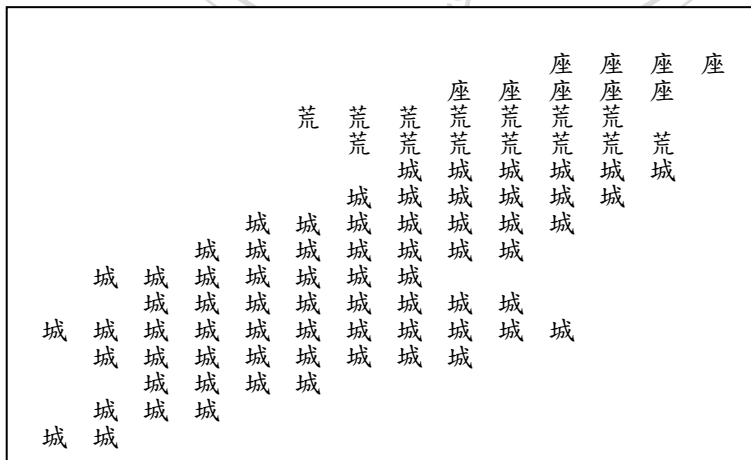 座 座 座 座
座 座 座 座 座
荒 荒 荒 荒 荒 荒 荒
荒 荒 荒 荒 荒 荒 荒
城 城 城 城 城 城
城 城 城 城 城 城
城 城 城 城 城 城 城
城 城 城 城 城 城 城
城 城 城 城 城 城 城
城 城 城 城 城 城 城 城
城 城 城 城 城 城 城 城 城 城 城
城 城 城 城 城 城 城 城
城 城 城 城
城 城 城
城 城